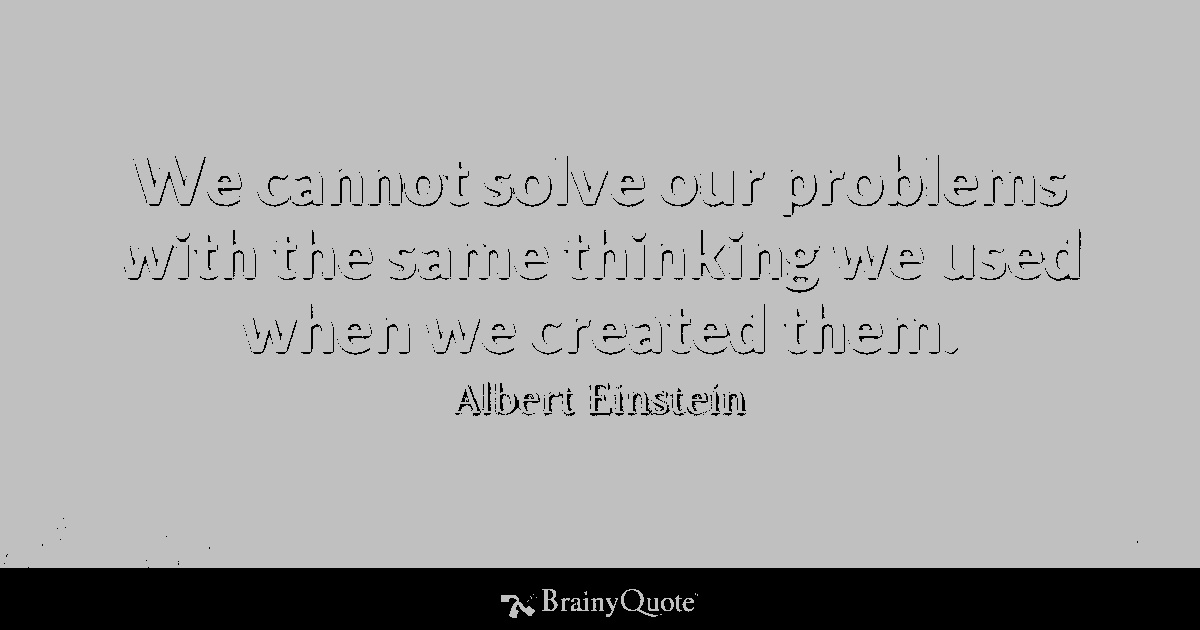 We cannot solve our problems
with the same thinking we used
when we created them.
Albert Einstein
BrainyQuote